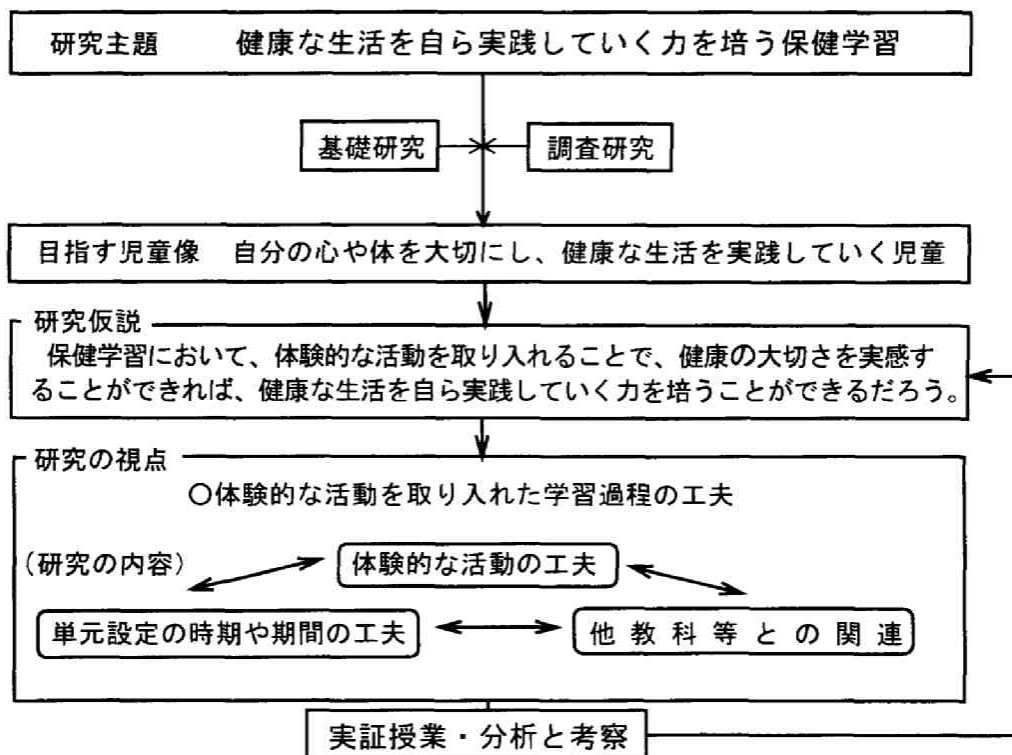 研究主題　健康な生活を自ら実践していく力を培う保健学習
基礎研究　調査研究
目指す児童像　自分の心や体を大切にし、健康な生活を実践していく児童
研究仮説
保健学習において、体験的な活動を取り入れることで、健康の大切さを実感す
ることができれば、健康な生活を自ら実践していく力を培うことができるだろう。
研究の視点
○体験的な活動を取り入れた学習過程の工夫
(研究の内容)　体験的な活動の工夫
単元設定の時期や期間の工夫　他教科等との関連
実証授業・分析と考察